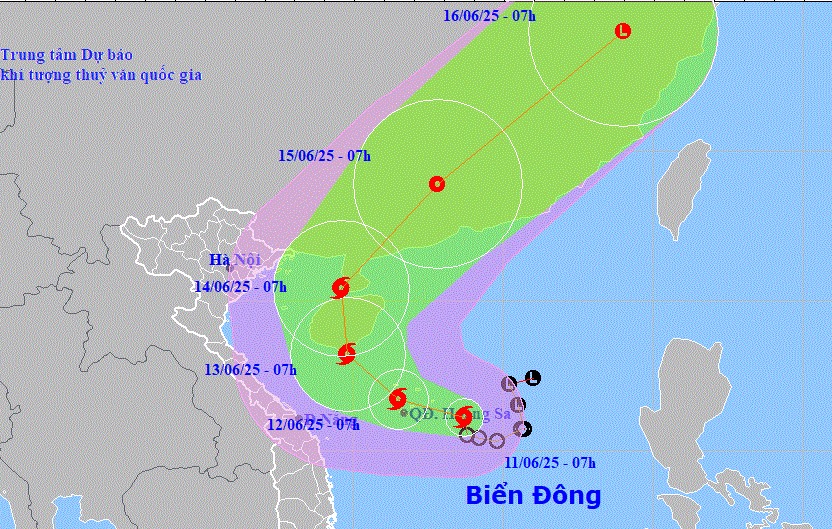 16/06/25 - 07h
Trung tâm Dự báo
khí tượng thuỷ văn quốc gia
L
15/06/25 - 07h
Hà Nội
14/06/25 - 07h
13/06/25 - 07h
L
L
L
QĐ. Hoàng Sa
Đ.Nẵng
12/06/25 - 07h
11/06/25 - 07h
Biển Đông